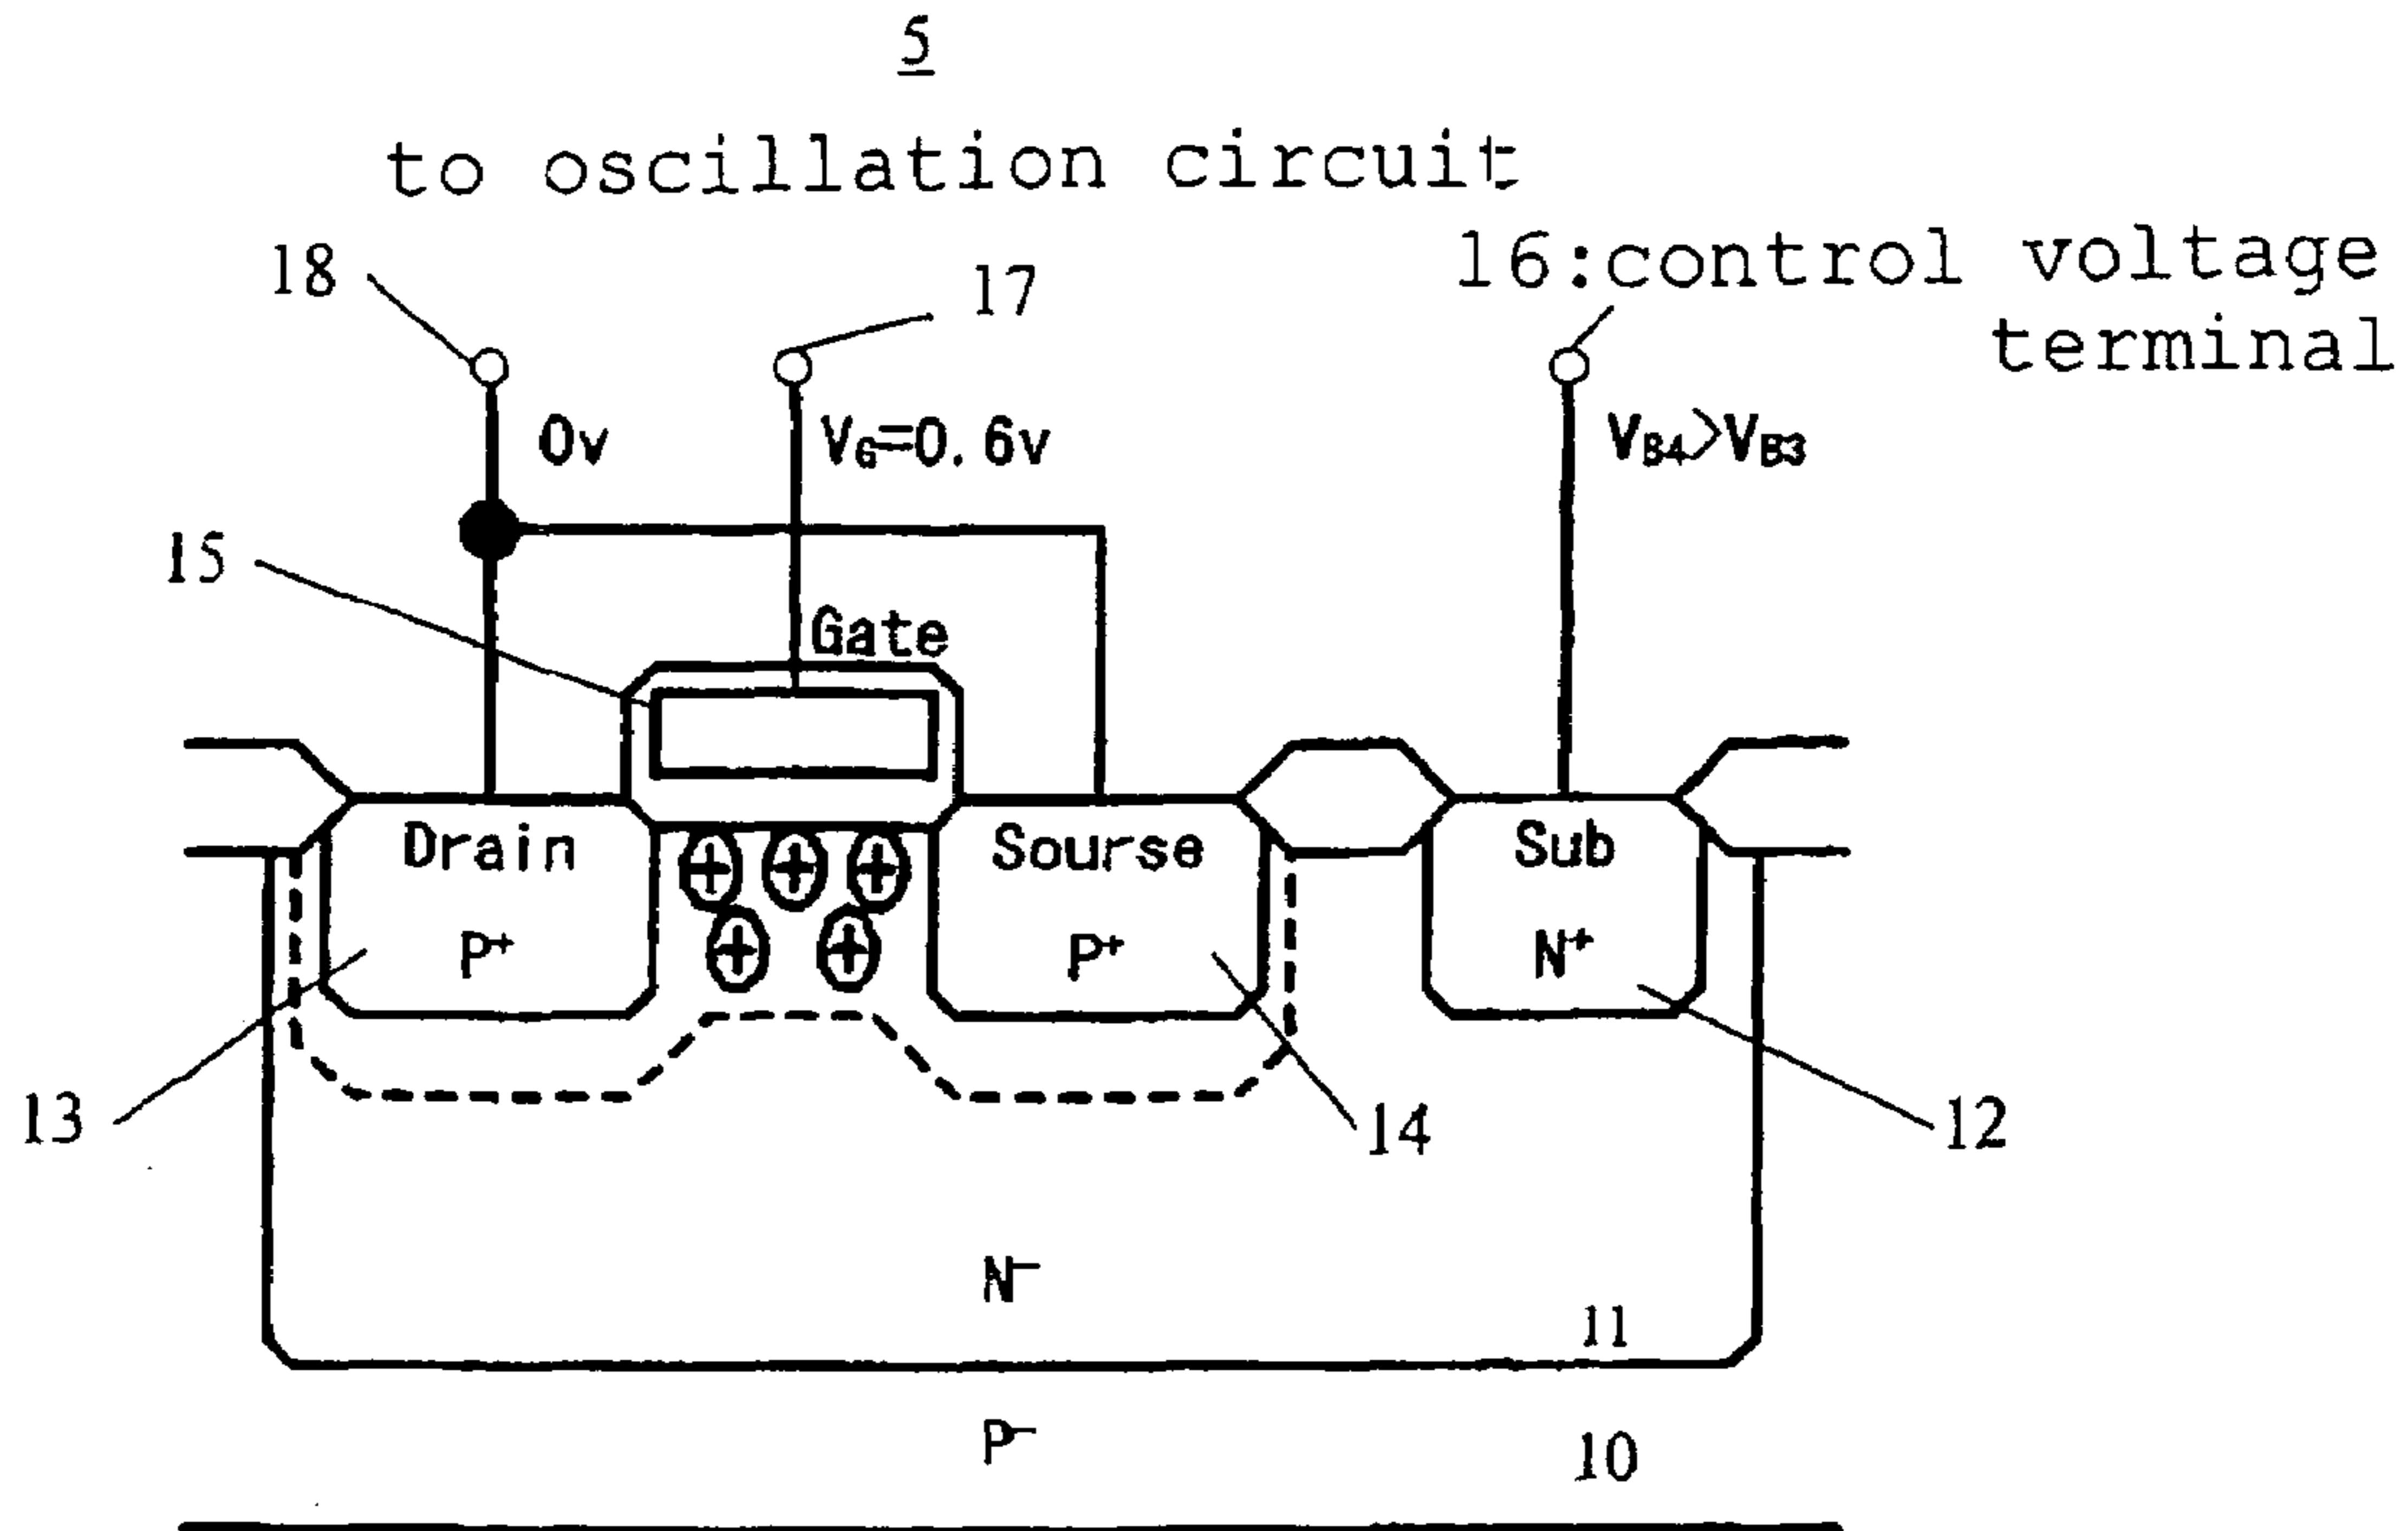 5
to oscillation circuit
16:control voltage
terminal
18
17
0v
VG=0.6v
VB4>VB3
15
Gate
Drain
Sourse
Sub
P+
P+
N+
13
14
12
N-
11
P-
10